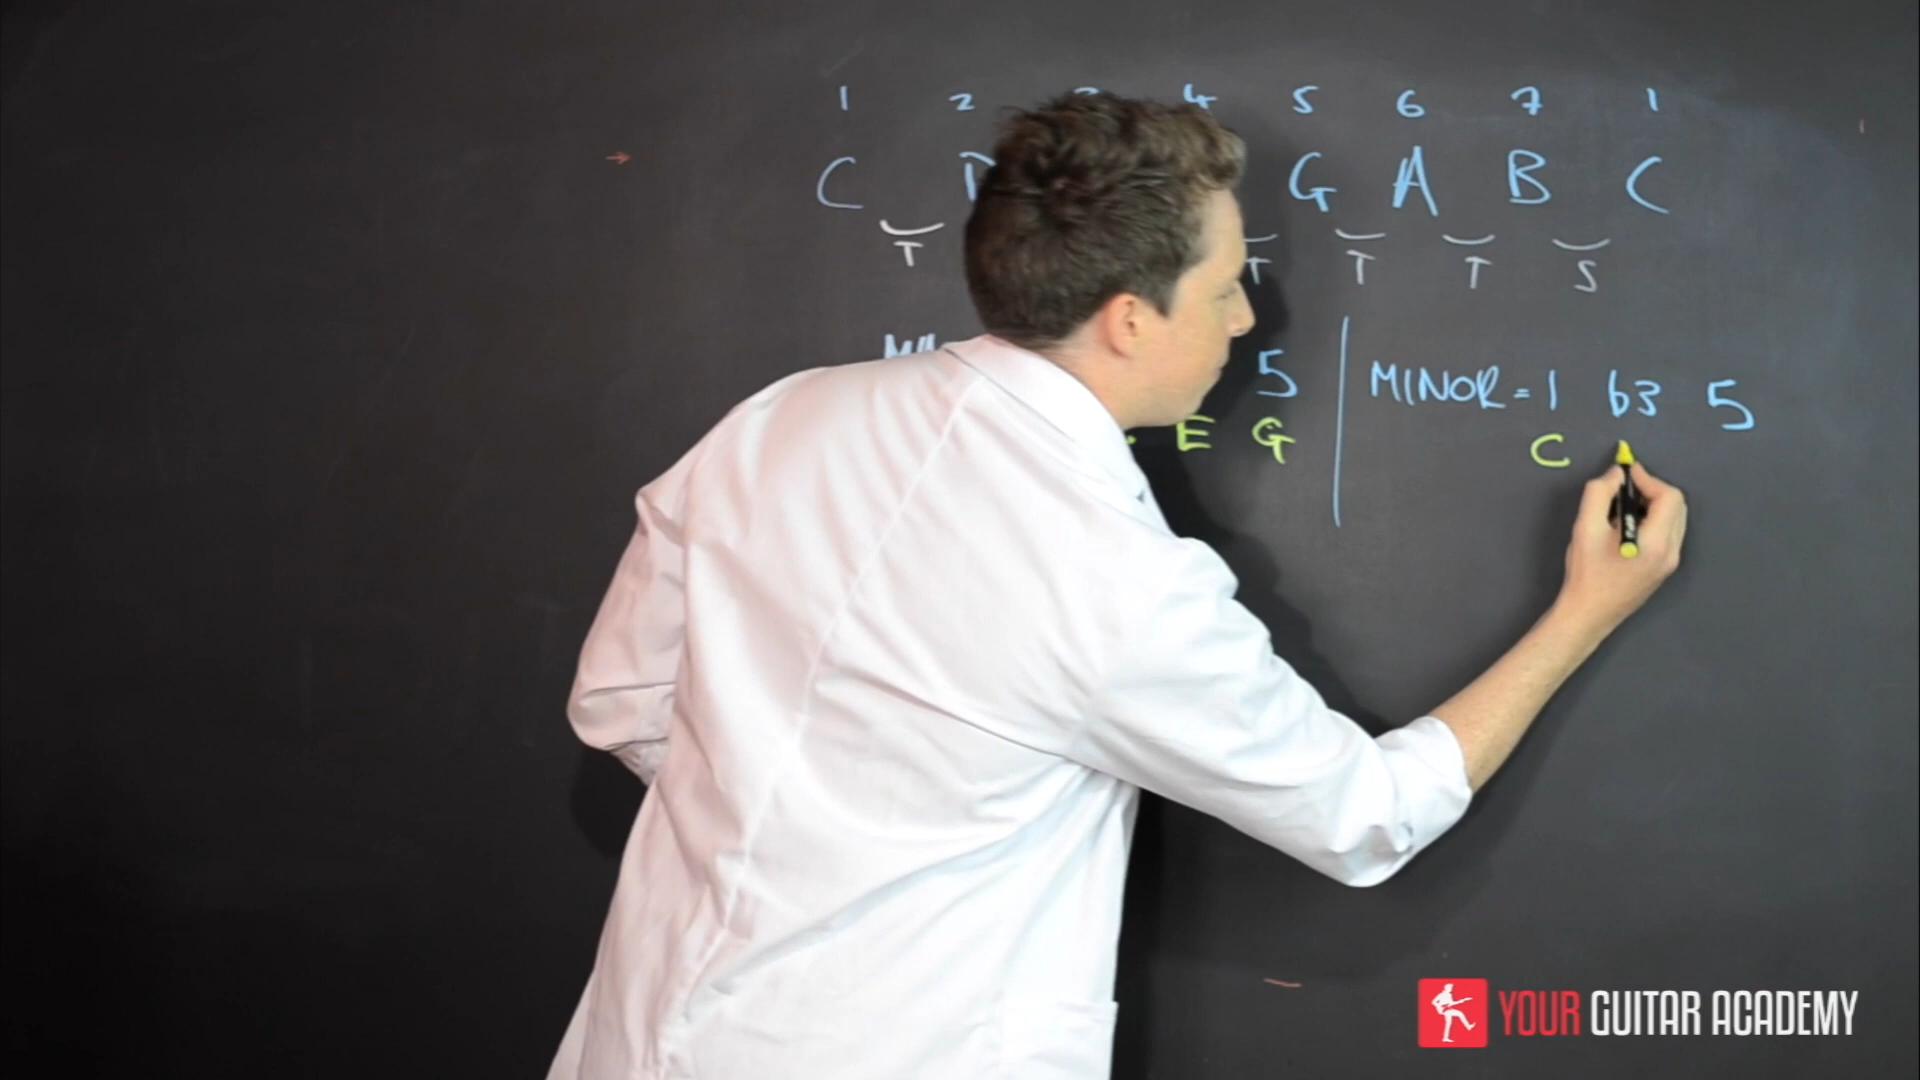 1 2 4 5 6 7 1
C D G A B C
T T T T S
5 MINOR = 1 b3 5
E G C
YOUR GUITAR ACADEMY